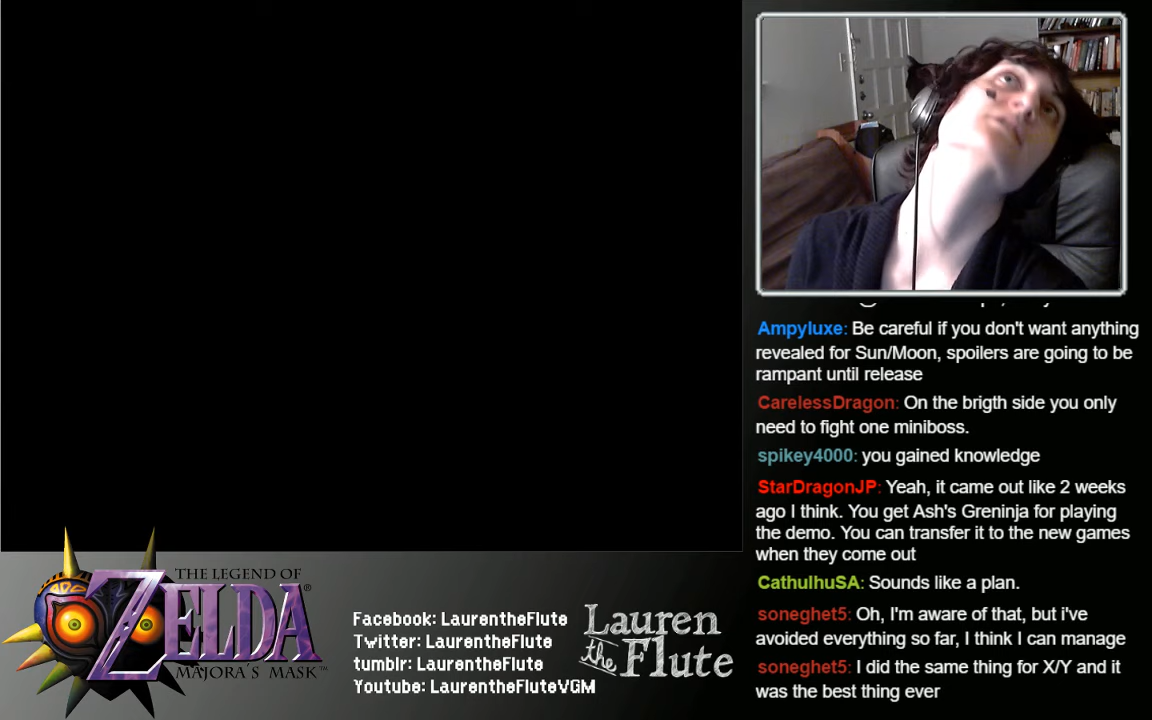 Ampyluxe: Be careful if you don't want anything
revealed for Sun/Moon, spoilers are going to be
rampant until release
CarelessDragon: On the brigth side you only
need to fight one miniboss.
spikey4000: you gained knowledge
StarDragonJP: Yeah, it came out like 2 weeks
ago I think. You get Ash's Greninja for playing
the demo. You can transfer it to the new games
when they come out
CathulhuSA: Sounds like a plan.
soneghet5: Oh, I'm aware of that, but i've
avoided everything so far, I think I can manage
soneghet5: I did the same thing for X/Y and it
was the best thing ever
THE LEGEND OF
ZELDA®
MAJORA'S MASK™
Facebook: LaurentheFlute
Twitter: LaurentheFlute
tumblr: LaurentheFlute
Youtube: LaurentheFluteVGM
Lauren
the Flute